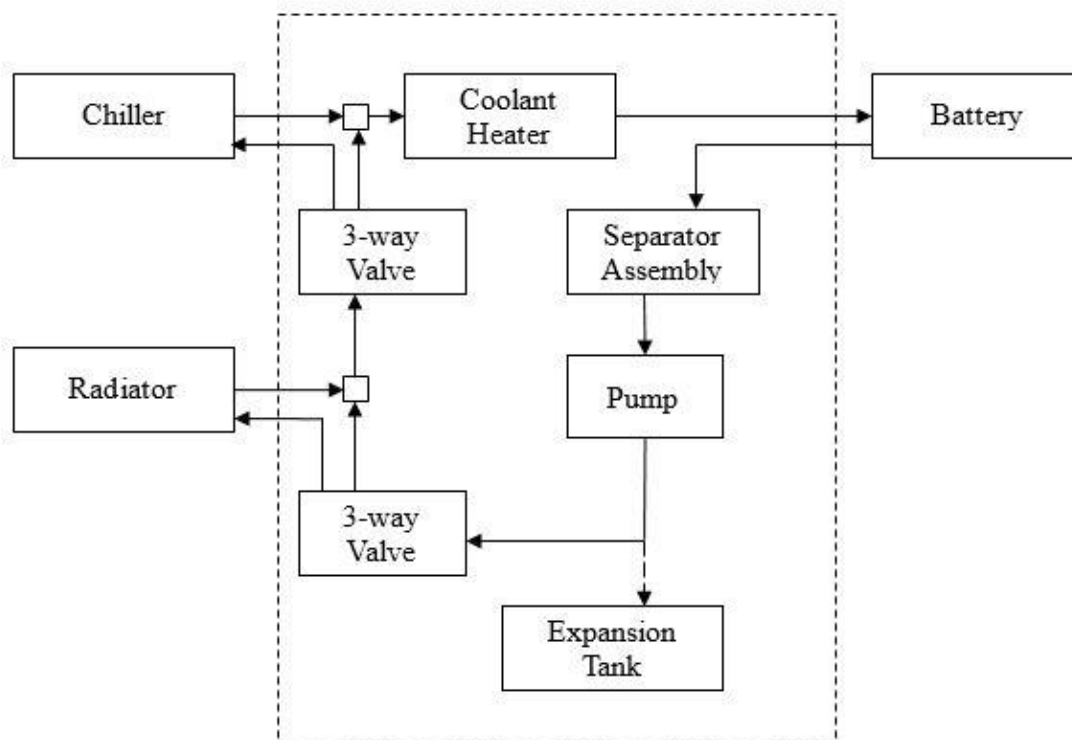 Chiller
Coolant
Heater
Battery
3-way
Valve
Separator
Assembly
Radiator
Pump
3-way
Valve
Expansion
Tank